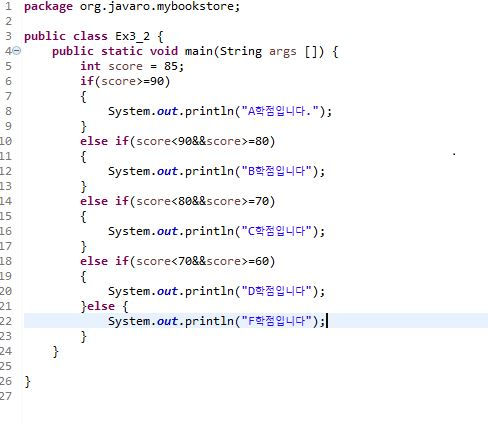 1 package org.javaro.mybookstore;
2
3 public class Ex3_2 {
4 public static void main(String args []) {
5 int score = 85;
6 if(score>=90)
7 {
8 System.out.println("A학점입니다.");
9 }
10 else if(score<90&&score>=80)
11 {
12 System.out.println("B학점입니다");
13 }
14 else if(score<80&&score>=70)
15 {
16 System.out.println("C학점입니다");
17 }
18 else if(score<70&&score>=60)
19 {
20 System.out.println("D학점입니다");
21 }else {
22 System.out.println("F학점입니다");
23 }
24 }
25
26 }
27